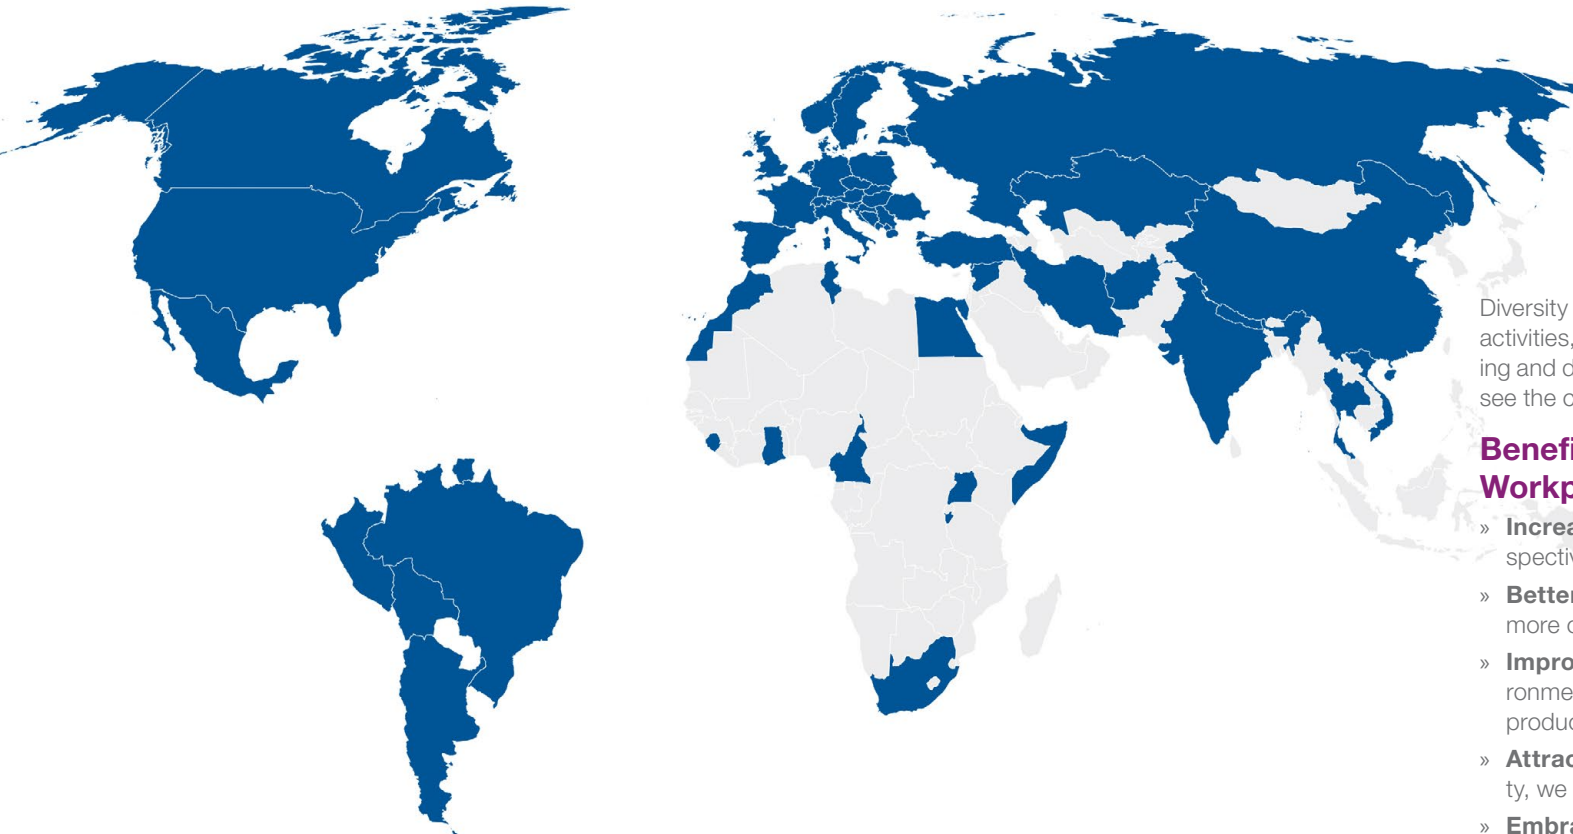 Diversity
activities,
ing and d
see the c
Benefi
Workp
» Increa
spectiv
» Better
more c
» Impro
ronme
produc
» Attrac
ty, we
» Embra